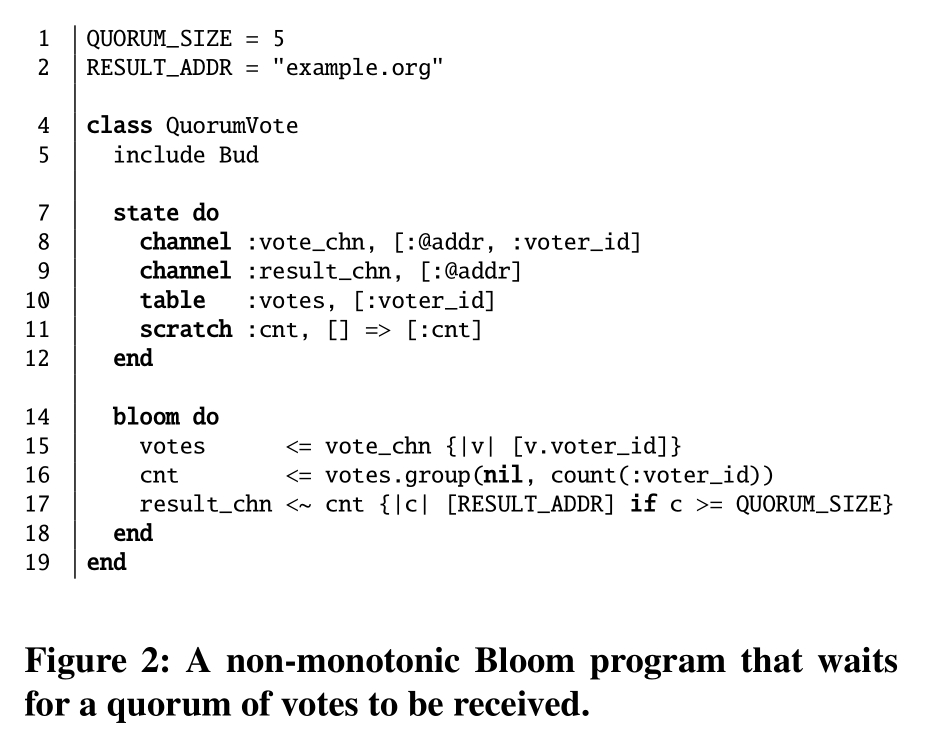 1 QUORUM_SIZE = 5
2 RESULT_ADDR = "example.org"
4 class QuorumVote
5   include Bud
7   state do
8     channel :vote_chn, [:@addr, :voter_id]
9     channel :result_chn, [:@addr]
10     table   :votes, [:voter_id]
11     scratch :cnt, [] => [:cnt]
12   end
14   bloom do
15     votes      <= vote_chn {|v| [v.voter_id]}
16     cnt        <= votes.group(nil, count(:voter_id))
17     result_chn <~ cnt {|c| [RESULT_ADDR] if c >= QUORUM_SIZE}
18   end
19 end
Figure 2: A non-monotonic Bloom program that waits
for a quorum of votes to be received.